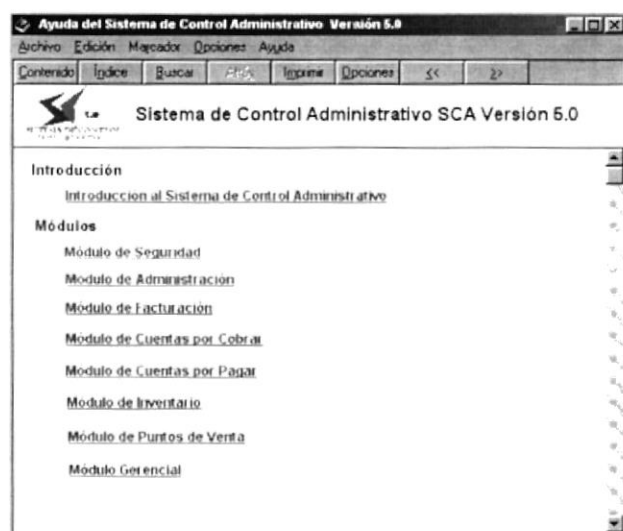 Ayuda del Sistema de Control Administrativo Versión 5.0
Archivo Edición Marcador Opciones Ayuda
Contenido Índice Buscar Atrás Imprimir Opciones << >>
Sistema de Control Administrativo SCA Versión 5.0
Introducción
Introducción al Sistema de Control Administrativo
Módulos
Módulo de Seguridad
Modulo de Administración
Módulo de Facturación
Módulo de Cuentas por Cobrar
Modulo de Cuentas por Pagar
Modulo de Inventario
Módulo de Puntos de Venta
Módulo Gerencial